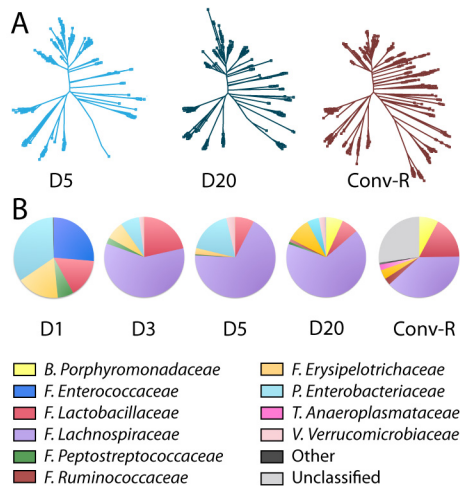 A
D5 D20 Conv-R
B
D1 D3 D5 D20 Conv-R
B. Porphyromonadaceae
F. Enterococcaceae
F. Lactobacillaceae
F. Lachnospiraceae
F. Peptostreptococcaceae
F. Ruminococcaceae
F. Erysipelotrichaceae
P. Enterobacteriaceae
T. Anaeroplasmataceae
V. Verrucomicrobiaceae
Other
Unclassified